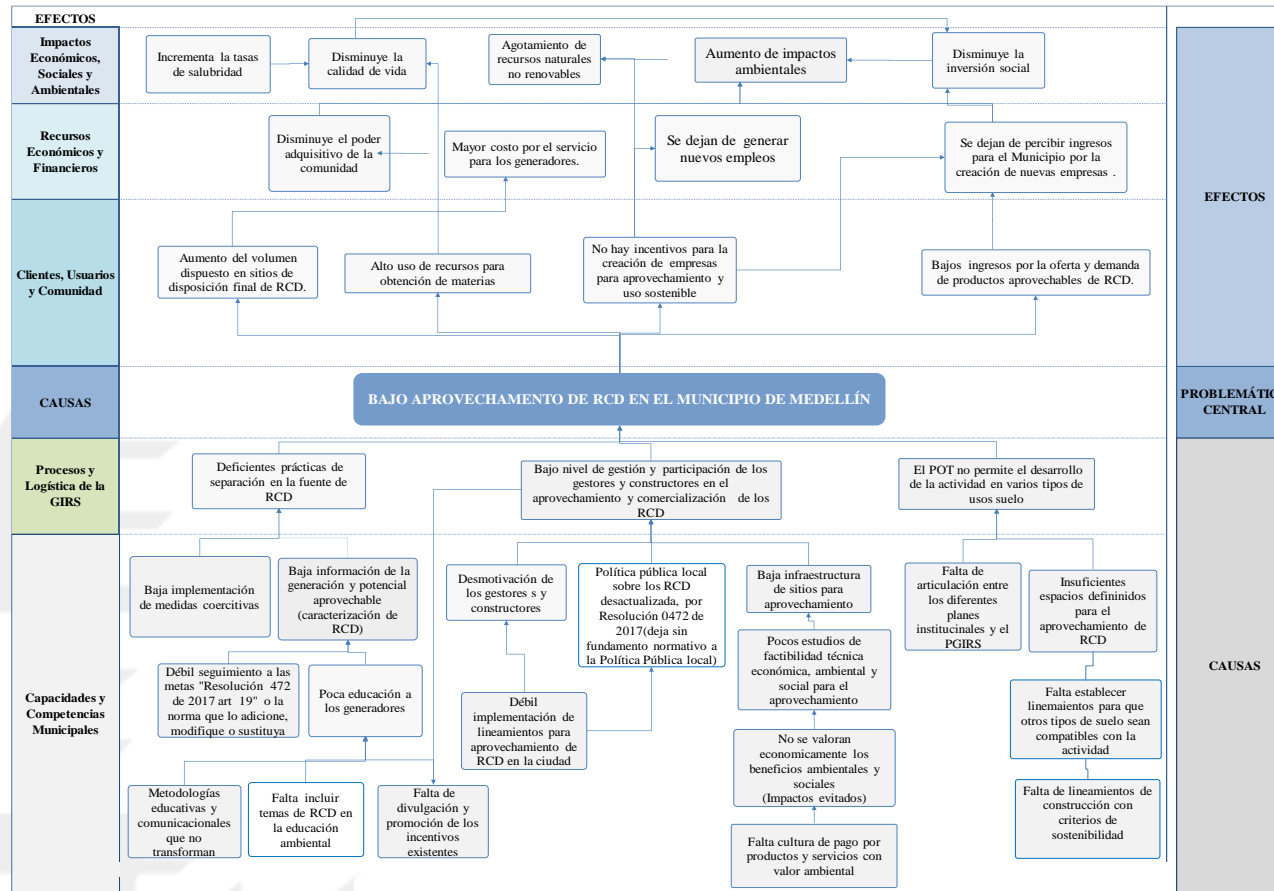 EFECTOS
Impactos
Económicos,
Sociales y
Ambientales
Incrementa la tasas
de salubridad
Disminuye la
calidad de vida
Agotamiento de
recursos naturales
no renovables
Aumento de impactos
ambientales
Disminuye la
inversión social
Recursos
Económicos y
Financieros
Disminuye el poder
adquisitivo de la
comunidad
Mayor costo por el servicio
para los generadores.
Se dejan de generar
nuevos empleos
Se dejan de percibir ingresos
para el Municipio por la
creación de nuevas empresas .
EFECTOS
Clientes, Usuarios
y Comunidad
Aumento del volumen
dispuesto en sitios de
disposición final de RCD.
Alto uso de recursos para
obtención de materias
No hay incentivos para la
creación de empresas
para aprovechamiento y
uso sostenible
Bajos ingresos por la oferta y demanda
de productos aprovechables de RCD.
CAUSAS
BAJO APROVECHAMENTO DE RCD EN EL MUNICIPIO DE MEDELLÍN
PROBLEMÁTIC
CENTRAL
Procesos y
Logística de la
GIRS
Deficientes prácticas de
separación en la fuente de
RCD
Bajo nivel de gestión y participación de los
gestores y constructores en el
aprovechamiento y comercialización de los
RCD
El POT no permite el desarrollo
de la actividad en varios tipos de
usos suelo
Capacidades y
Competencias
Municipales
Baja implementación
de medidas coercitivas
Baja información de la
generación y potencial
aprovechable
(caracterización de
RCD)
Desmotivación de
los gestores s y
constructores
Política pública local
sobre los RCD
desactualizada, por
Resolución 0472 de
2017(deja sin
fundamento normativo a
la Política Pública local)
Baja infraestructura
de sitios para
aprovechamiento
Falta de
articulación entre
los diferentes
planes
institucinales y el
PGIRS
Insuficientes
espacios definidos
para el
aprovechamiento de
RCD
CAUSAS
Débil seguimiento a las
metas "Resolución 472
de 2017 art 19" o la
norma que lo adicione,
modifique o sustituya
Poca educación a
los generadores
Débil
implementación de
lineamientos para
aprovechamiento de
RCD en la ciudad
Pocos estudios de
factibilidad técnica
económica, ambiental y
social para el
aprovechamiento
Falta establecer
linemaientos para que
otros tipos de suelo sean
compatibles con la
actividad
No se valoran
economicamente los
beneficios ambientales y
sociales
(Impactos evitados)
Metodologías
educativas y
comunicacionales
que no
transforman
Falta incluir
temas de RCD en
la educación
ambiental
Falta de
divulgación y
promoción de los
incentivos
existentes
Falta cultura de pago por
productos y servicios con
valor ambiental
Falta de lineamientos de
construcción con
criterios de
sostenibilidad